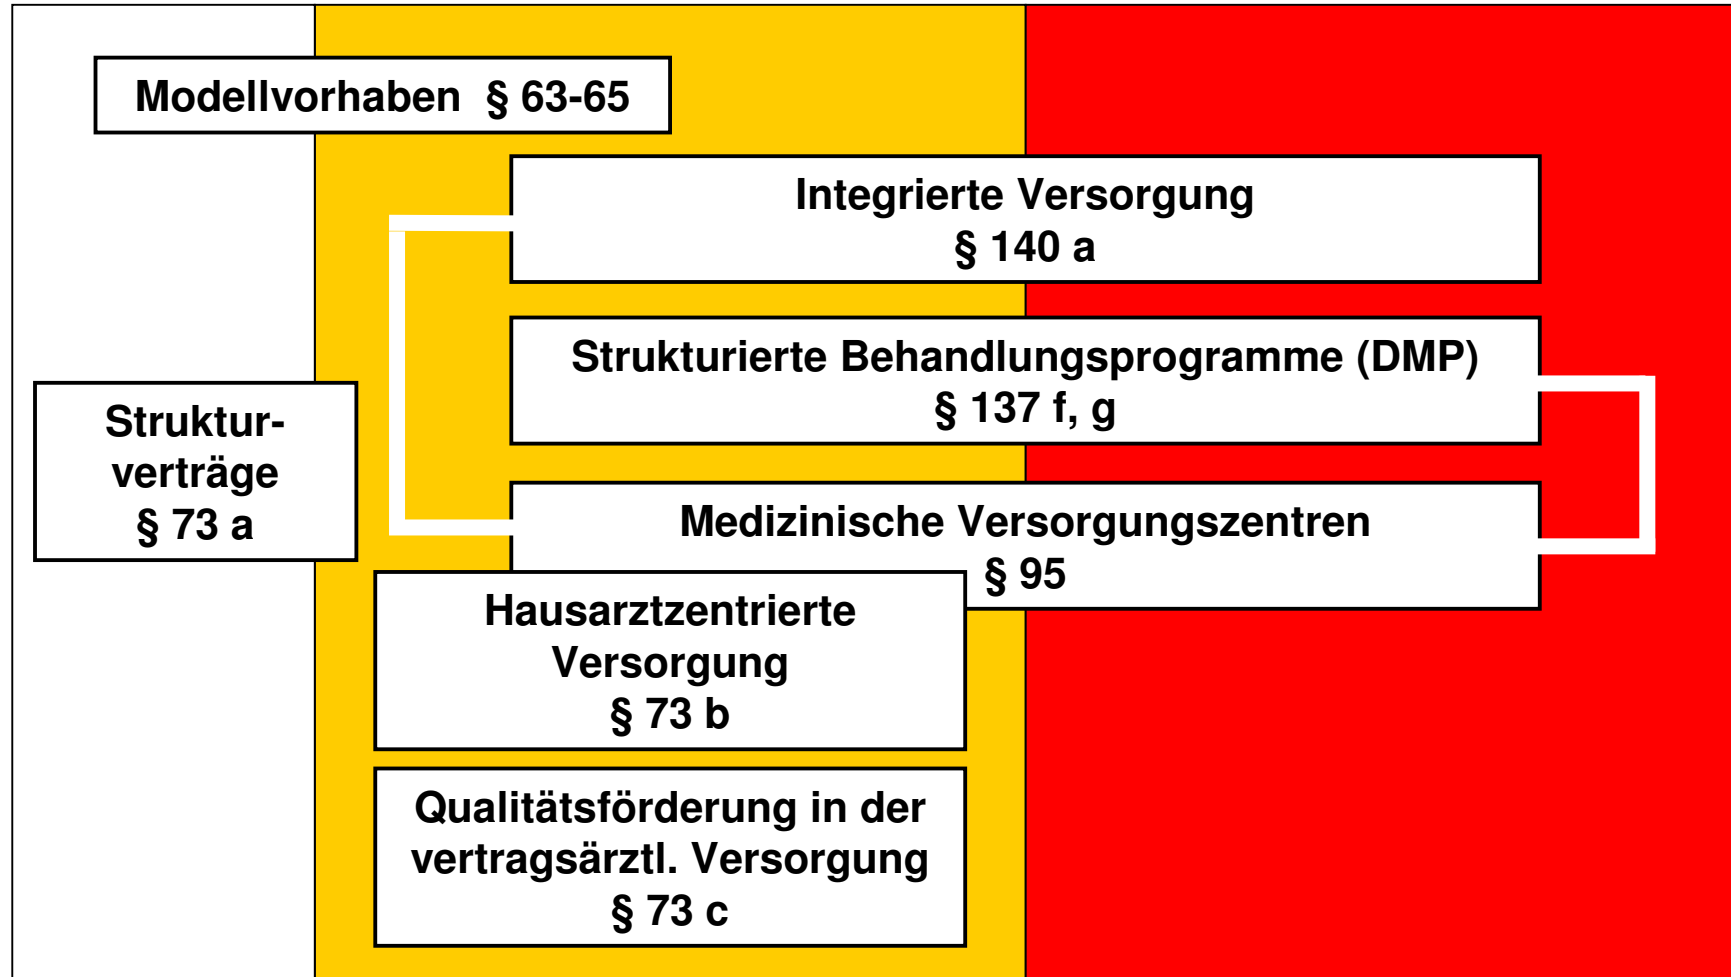 Modellvorhaben  § 63-65
Integrierte Versorgung
§ 140 a
Strukturierte Behandlungsprogramme (DMP)
§ 137 f, g
Struktur-
verträge
§ 73 a
Medizinische Versorgungszentren
§ 95
Hausarztzentrierte
Versorgung
§ 73 b
Qualitätsförderung in der
vertragsärztl. Versorgung
§ 73 c